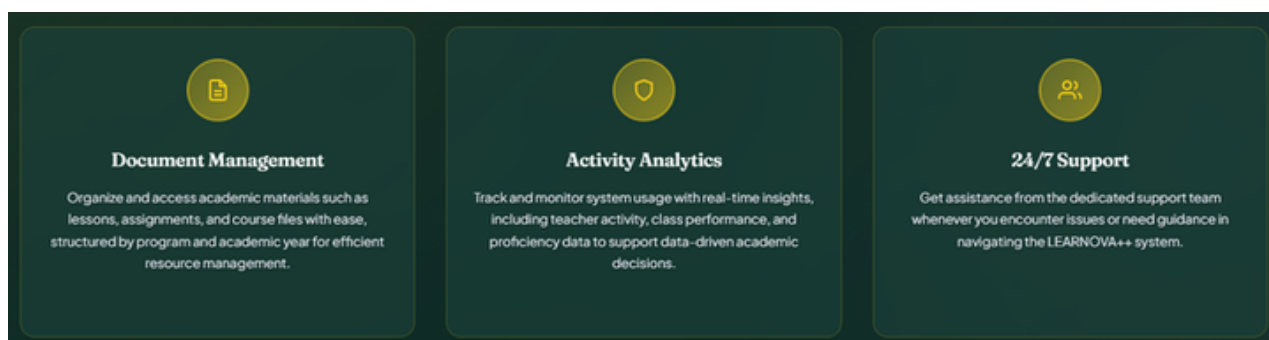 Document Management
Organize and access academic materials such as
lessons, assignments, and course files with ease,
structured by program and academic year for efficient
resource management.
Activity Analytics
Track and monitor system usage with real-time insights,
including teacher activity, class performance, and
proficiency data to support data-driven academic
decisions.
24/7 Support
Get assistance from the dedicated support team
whenever you encounter issues or need guidance in
navigating the LEARNOVA++ system.